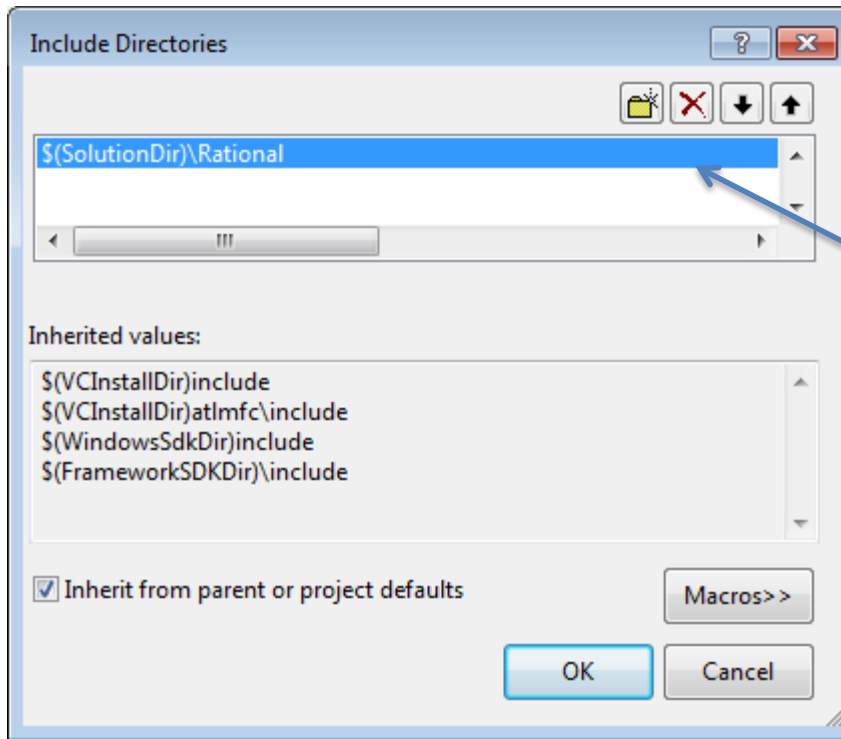 Include Directories
$(SolutionDir)\Rational
Inherited values:
$(VCInstallDir)include
$(VCInstallDir)atlmfc\include
$(WindowsSdkDir)include
$(FrameworkSDKDir)\include
Inherit from parent or project defaults
Macros>>
OK
Cancel